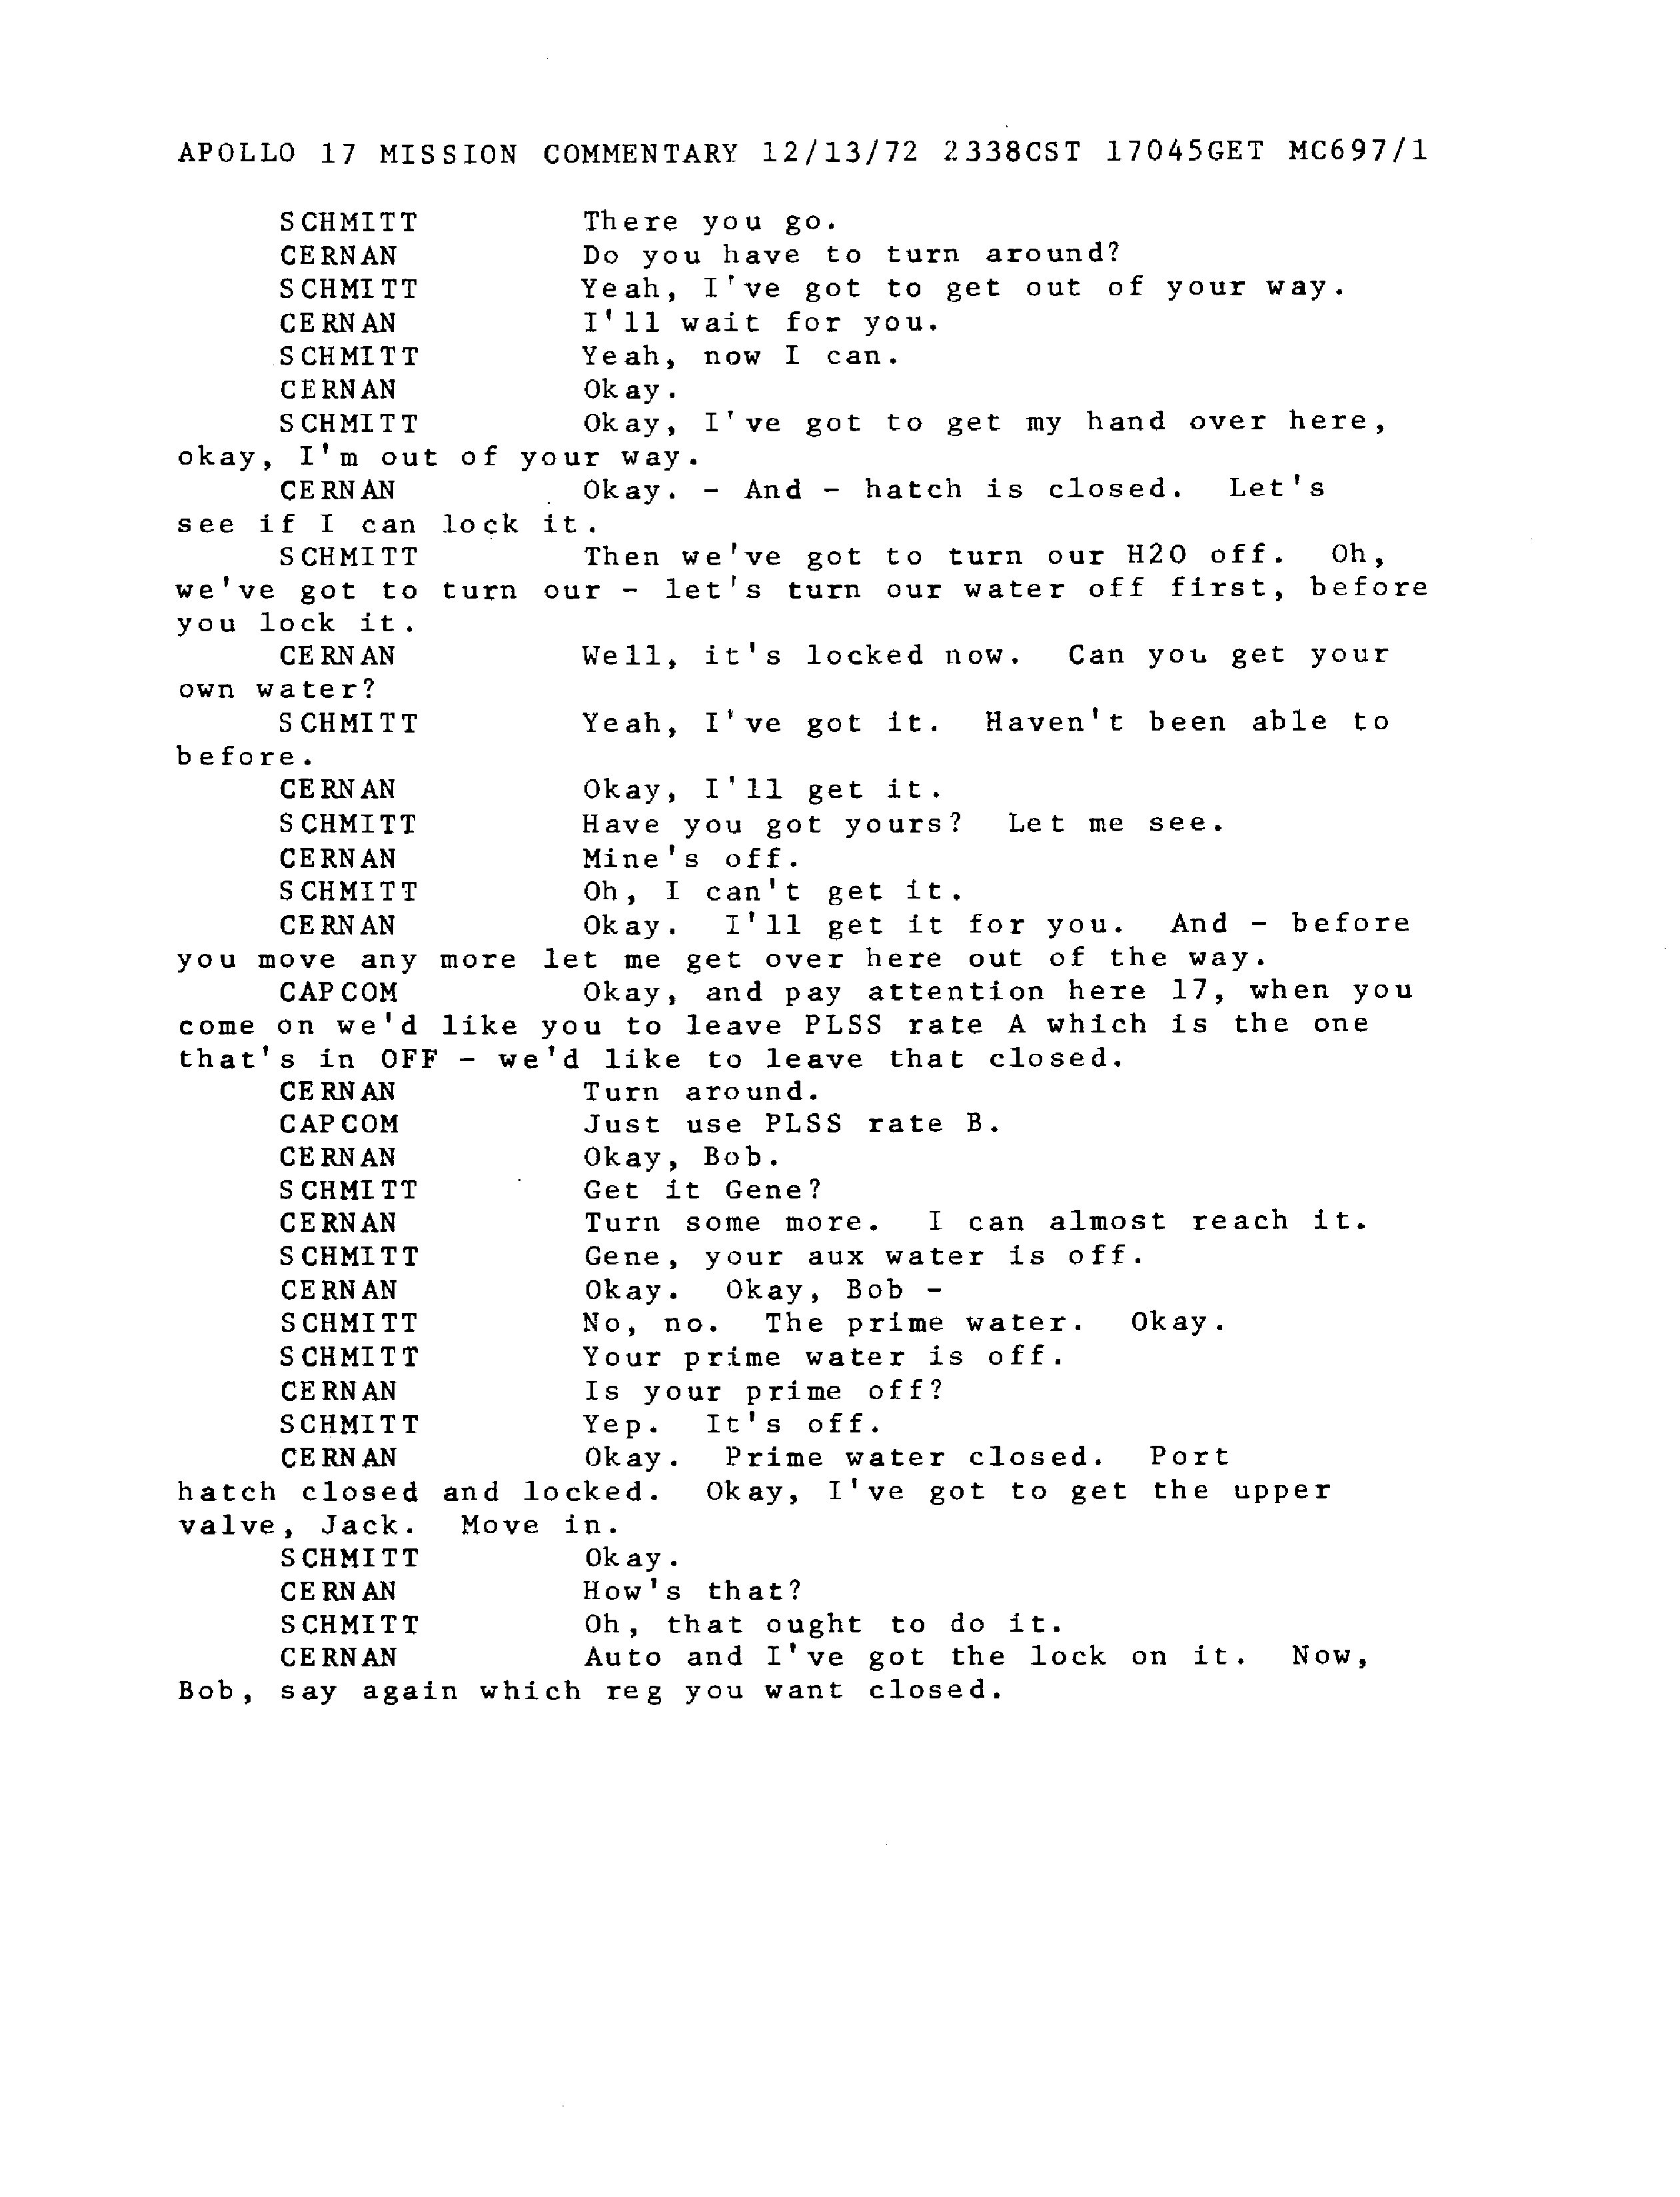 APOLLO 17 MISSION COMMENTARY 12/13/72 2338CST 17045GET MC697/1
SCHMITT There you go.
CERNAN Do you have to turn around?
SCHMITT Yeah, I've got to get out of your way.
CERNAN I'll wait for you.
SCHMITT Yeah, now I can.
CERNAN Okay.
SCHMITT Okay, I've got to get my hand over here,
okay, I'm out of your way.
CERNAN Okay. - And - hatch is closed. Let's
see if I can lock it.
SCHMITT Then we've got to turn our H2O off. Oh,
we've got to turn our - let's turn our water off first, before
you lock it.
CERNAN Well, it's locked now. Can you get your
own water?
SCHMITT Yeah, I've got it. Haven't been able to
before.
CERNAN Okay, I'll get it.
SCHMITT Have you got yours? Let me see.
CERNAN Mine's off.
SCHMITT Oh, I can't get it.
CERNAN Okay. I'll get it for you. And - before
you move any more let me get over here out of the way.
CAPCOM Okay, and pay attention here 17, when you
come on we'd like you to leave PLSS rate A which is the one
that's in OFF - we'd like to leave that closed.
CERNAN Turn around.
CAPCOM Just use PLSS rate B.
CERNAN Okay, Bob.
SCHMITT Get it Gene?
CERNAN Turn some more. I can almost reach it.
SCHMITT Gene, your aux water is off.
CERNAN Okay. Okay, Bob -
SCHMITT No, no. The prime water. Okay.
SCHMITT Your prime water is off.
CERNAN Is your prime off?
SCHMITT Yep. It's off.
CERNAN Okay. Prime water closed. Port
hatch closed and locked. Okay, I've got to get the upper
valve, Jack. Move in.
SCHMITT Okay.
CERNAN How's that?
SCHMITT Oh, that ought to do it.
CERNAN Auto and I've got the lock on it. Now,
Bob, say again which reg you want closed.